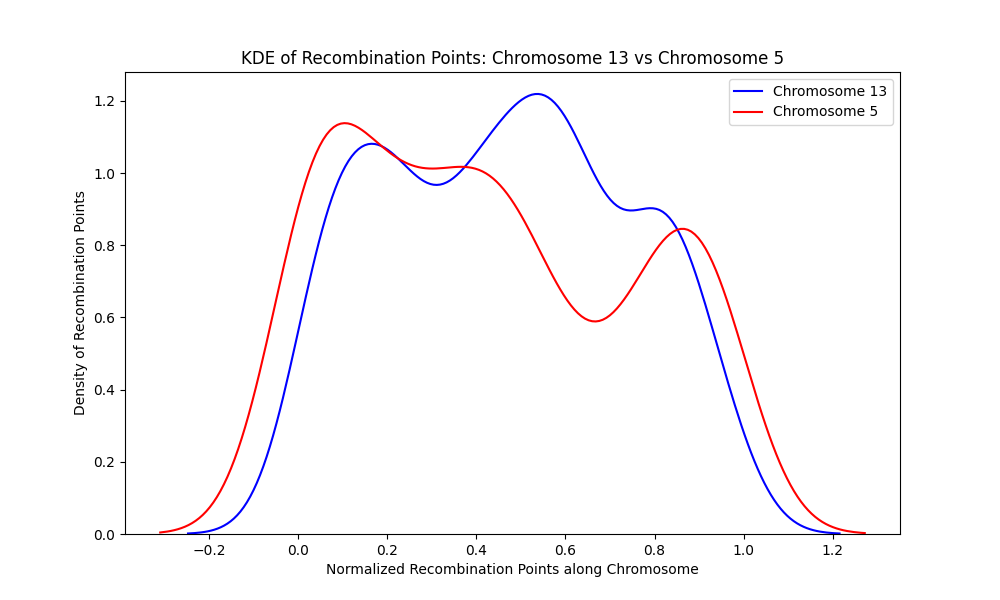 KDE of Recombination Points: Chromosome 13 vs Chromosome 5
Chromosome 13
Chromosome 5
Density of Recombination Points
1.2
1.0
0.8
0.6
0.4
0.2
0.0
−0.2 0.0 0.2 0.4 0.6 0.8 1.0 1.2
Normalized Recombination Points along Chromosome